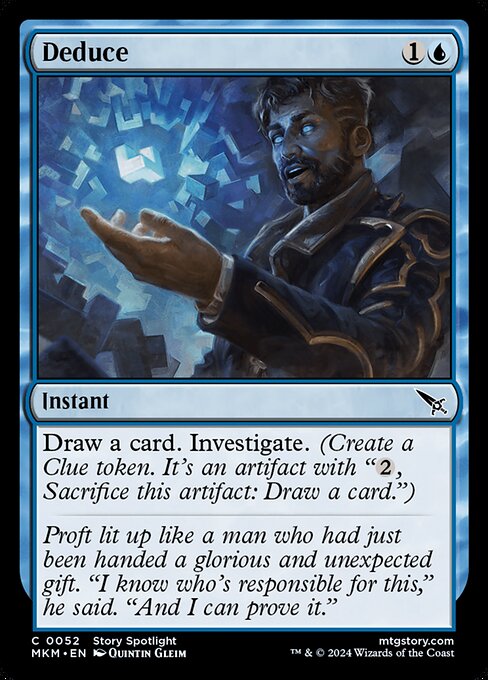 Deduce 1
Instant
Draw a card. Investigate. (Create a
Clue token. It's an artifact with “2,
Sacrifice this artifact: Draw a card.”)
Proft lit up like a man who had just
been handed a glorious and unexpected
gift. “I know who's responsible for this,”
he said. “And I can prove it.”
C 0052 Story Spotlight mtgstory.com
MKM • EN Quintin Gleim ™ & © 2024 Wizards of the Coast